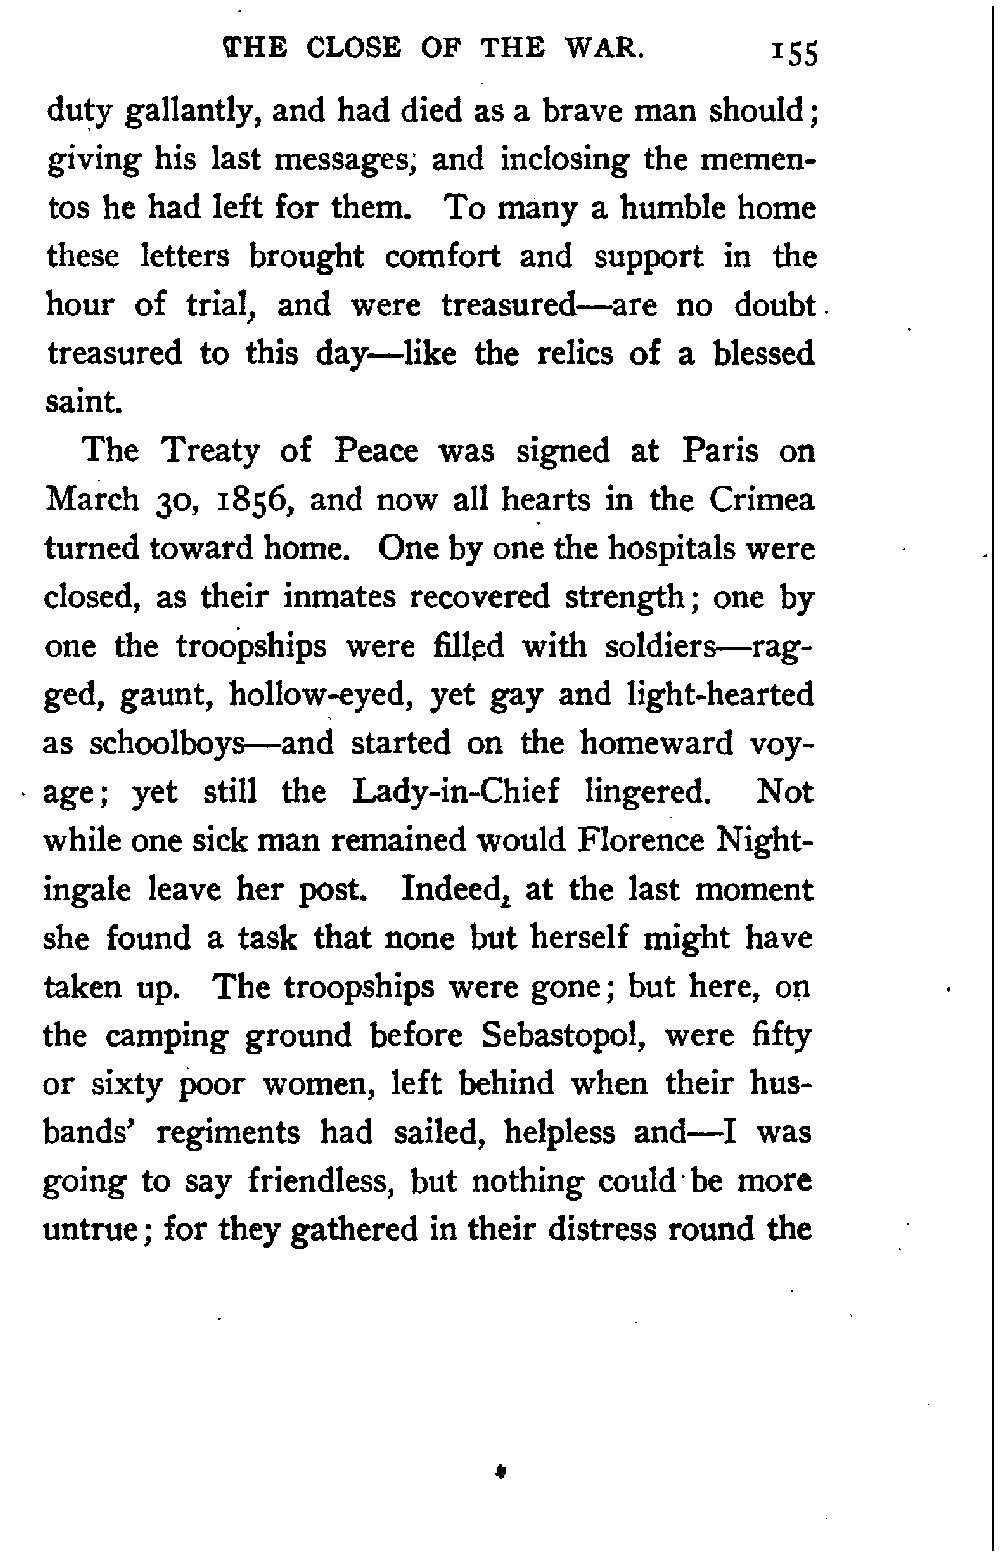 THE CLOSE OF THE WAR. 155
duty gallantly, and had died as a brave man should;
giving his last messages, and inclosing the memen-
tos he had left for them. To many a humble home
these letters brought comfort and support in the
hour of trial, and were treasured—are no doubt
treasured to this day—like the relics of a blessed
saint.
The Treaty of Peace was signed at Paris on
March 30, 1856, and now all hearts in the Crimea
turned toward home. One by one the hospitals were
closed, as their inmates recovered strength; one by
one the troopships were filled with soldiers—rag-
ged, gaunt, hollow-eyed, yet gay and light-hearted
as schoolboys—and started on the homeward voy-
age; yet still the Lady-in-Chief lingered. Not
while one sick man remained would Florence Night-
ingale leave her post. Indeed, at the last moment
she found a task that none but herself might have
taken up. The troopships were gone; but here, on
the camping ground before Sebastopol, were fifty
or sixty poor women, left behind when their hus-
bands' regiments had sailed, helpless and—I was
going to say friendless, but nothing could be more
untrue; for they gathered in their distress round the